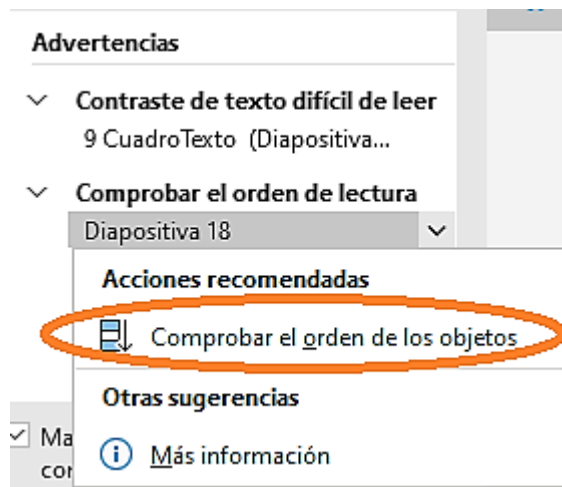 Advertencias
Contraste de texto difícil de leer
9 CuadroTexto (Diapositiva...
Comprobar el orden de lectura
Diapositiva 18
Acciones recomendadas
Comprobar el orden de los objetos
Otras sugerencias
Más información